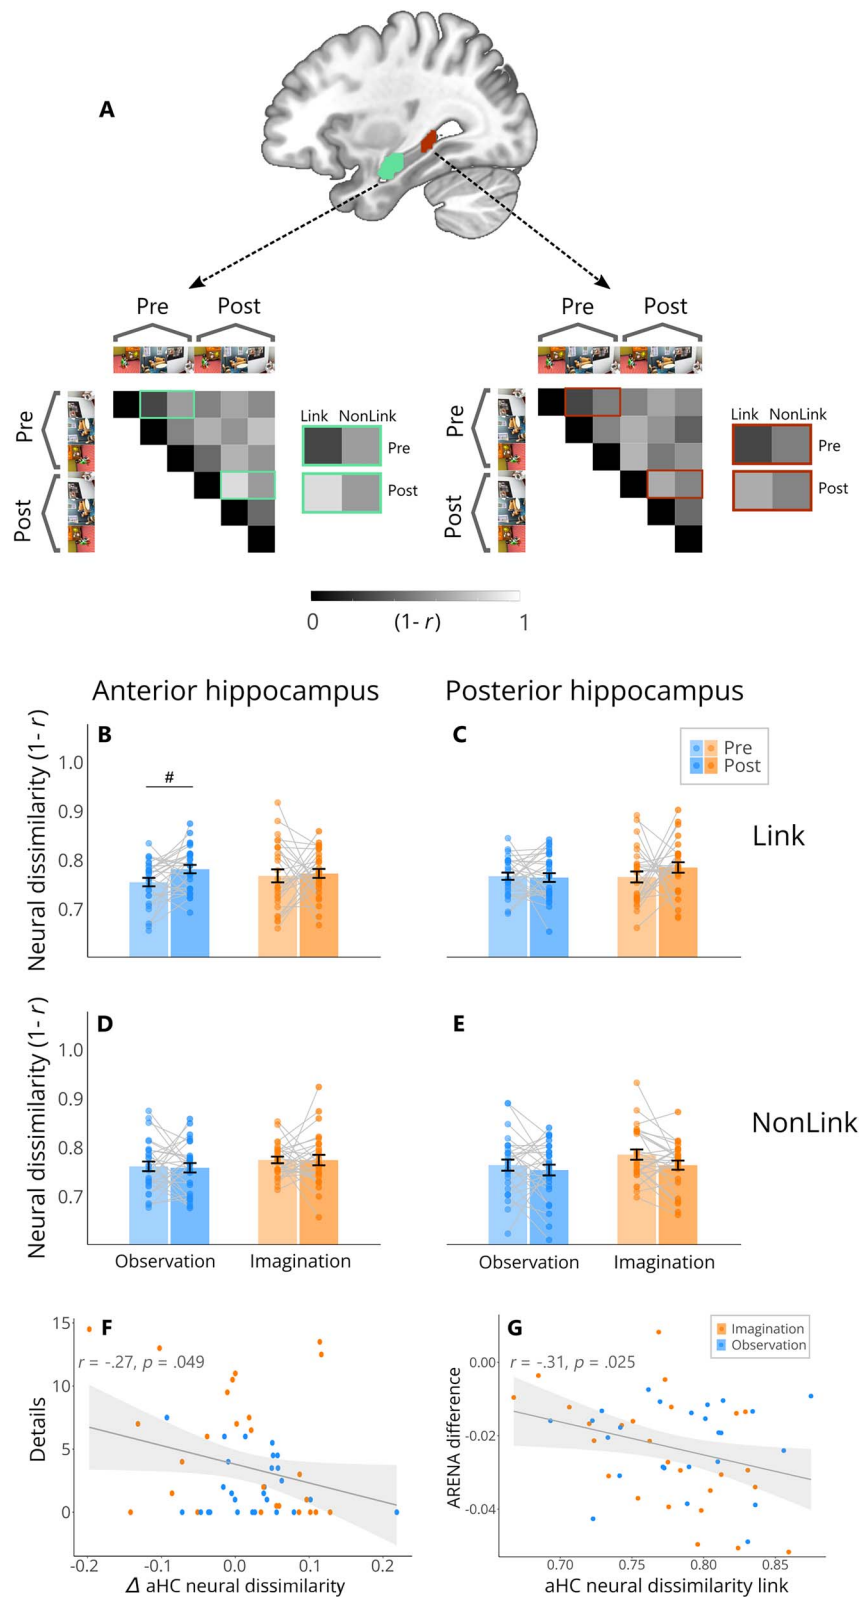 A
Pre Post
Pre
Post
Link NonLink
Pre
Post
Pre Post
Pre
Post
Link NonLink
Pre
Post
0 (1- r) 1
Anterior hippocampus Posterior hippocampus
Neural dissimilarity (1- r)
B
1.0
0.9
0.8
0.7
#
C
Pre
Post
Link
Neural dissimilarity (1- r)
D
1.0
0.9
0.8
0.7
E
NonLink
Observation Imagination
Observation Imagination
F
r = -.27, p = .049
Details
15
10
5
0
-0.2 -0.1 0.0 0.1 0.2
Δ aHC neural dissimilarity
G
Imagination
Observation
r = -.31, p = .025
ARENA difference
0.00
-0.02
-0.04
0.70 0.75 0.80 0.85
aHC neural dissimilarity link